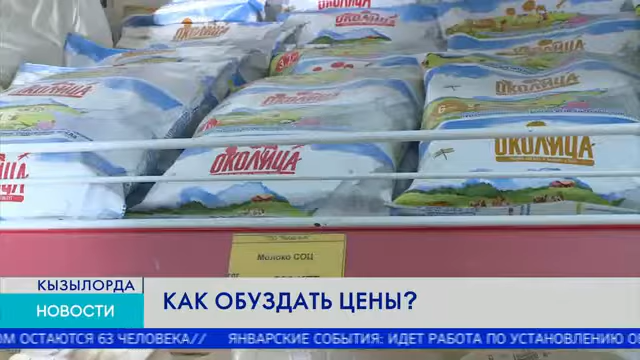 ОКОЛИЦА
ОКОЛИЦА
ОКОЛИЦА
ОКОЛИЦА
ОКОЛИЦА
ОКОЛИЦА
ОКОЛИЦА
Молоко СОЦ
КЫЗЫЛОРДА
НОВОСТИ
КАК ОБУЗДАТЬ ЦЕНЫ?
ОМ ОСТАЮТСЯ 63 ЧЕЛОВЕКА// ЯНВАРСКИЕ СОБЫТИЯ: ИДЕТ РАБОТА ПО УСТАНОВЛЕНИЮ О